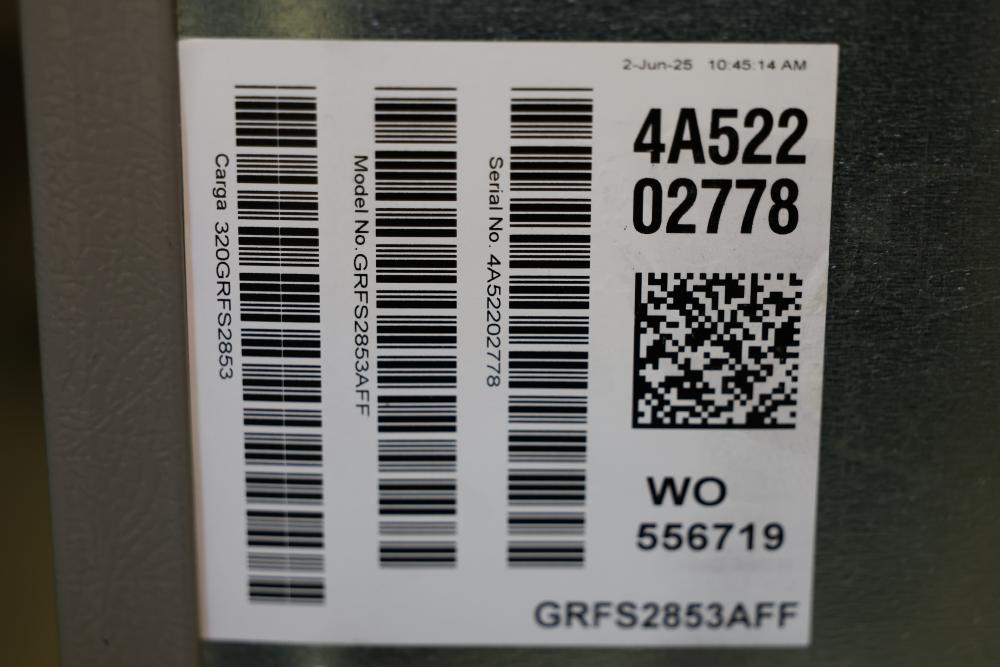 2-Jun-25 10:45:14 AM
4A522
02778
Carga 320GRFS2853
Model No.GRFS2853AFF
Serial No. 4A52202778
WO
556719
GRFS2853AFF